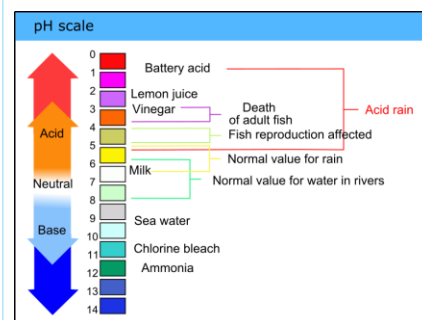 pH scale
0
1
2
3
4
5
6
7
8
9
10
11
12
13
14
Acid
Neutral
Base
Battery acid
Lemon juice
Vinegar
Milk
Sea water
Chlorine bleach
Ammonia
Death
of adult fish
Fish reproduction affected
Normal value for rain
Normal value for water in rivers
Acid rain